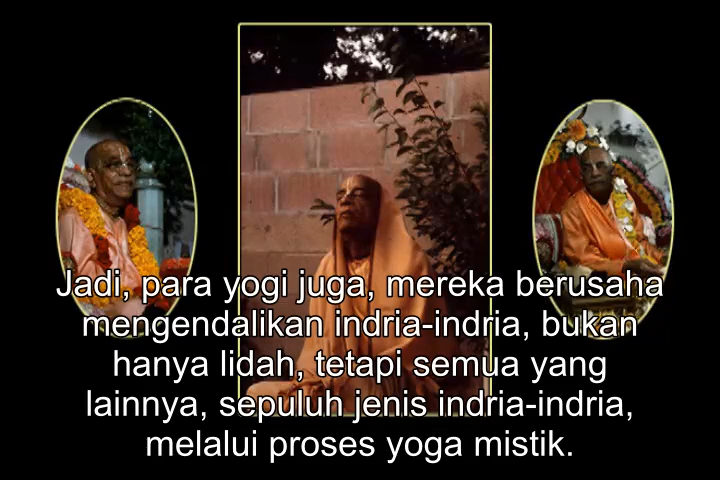 Jadi, para yogi juga, mereka berusaha
mengendalikan indria-indria, bukan
hanya lidah, tetapi semua yang
lainnya, sepuluh jenis indria-indria,
melalui proses yoga mistik.